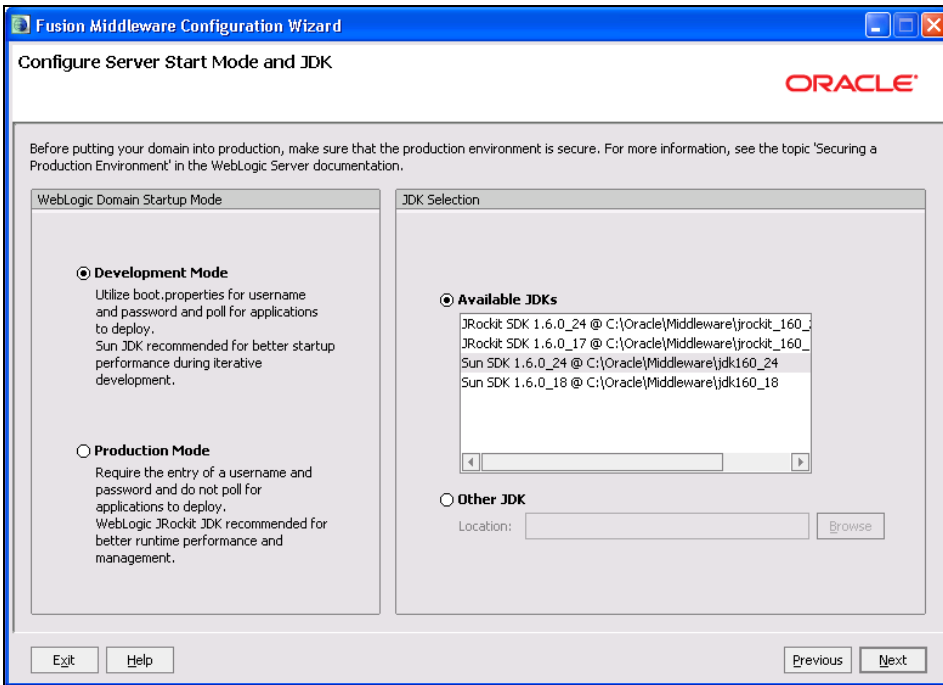 Fusion Middleware Configuration Wizard
Configure Server Start Mode and JDK
ORACLE
Before putting your domain into production, make sure that the production environment is secure. For more information, see the topic 'Securing a
Production Environment' in the WebLogic Server documentation.
WebLogic Domain Startup Mode
Development Mode
Utilize boot.properties for username
and password and poll for applications
to deploy.
Sun JDK recommended for better startup
performance during iterative
development.
Production Mode
Require the entry of a username and
password and do not poll for
applications to deploy.
WebLogic JRockit JDK recommended for
better runtime performance and
management.
JDK Selection
Available JDKs
JRockit SDK 1.6.0_24 @ C:\Oracle\Middleware\jrockit_160_
JRockit SDK 1.6.0_17 @ C:\Oracle\Middleware\jrockit_160_
Sun SDK 1.6.0_24 @ C:\Oracle\Middleware\jdk160_24
Sun SDK 1.6.0_18 @ C:\Oracle\Middleware\jdk160_18
Other JDK
Location:
Browse
Exit
Help
Previous
Next